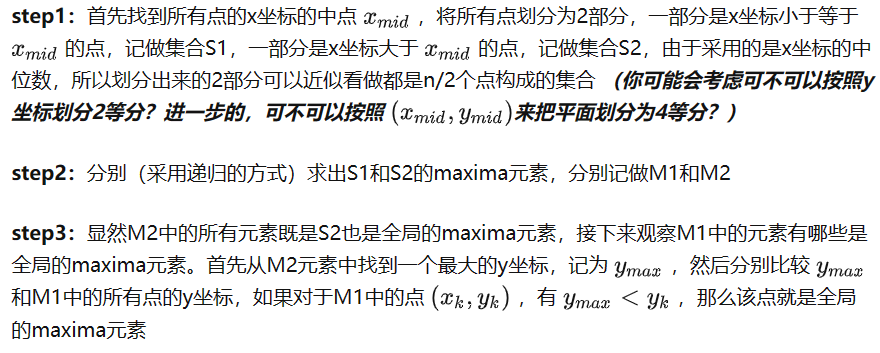 step1：首先找到所有点的x坐标的中点 x_{mid} ，将所有点划分为2部分，一部分是x坐标小于等于
x_{mid} 的点，记做集合S1，一部分是x坐标大于 x_{mid} 的点，记做集合S2，由于采用的是x坐标的中
位数，所以划分出来的2部分可以近似看做都是n/2个点构成的集合 （你可能会考虑可不可以按照y
坐标划分2等分？进一步的，可不可以按照 (x_{mid}, y_{mid})来把平面划分为4等分？）
step2：分别（采用递归的方式）求出S1和S2的maxima元素，分别记做M1和M2
step3：显然M2中的所有元素既是S2也是全局的maxima元素，接下来观察M1中的元素有哪些是
全局的maxima元素。首先从M2元素中找到一个最大的y坐标，记为 y_{max} ，然后分别比较 y_{max}
和M1中的所有点的y坐标，如果对于M1中的点 (x_k, y_k) ，有 y_{max} < y_k ，那么该点就是全局
的maxima元素